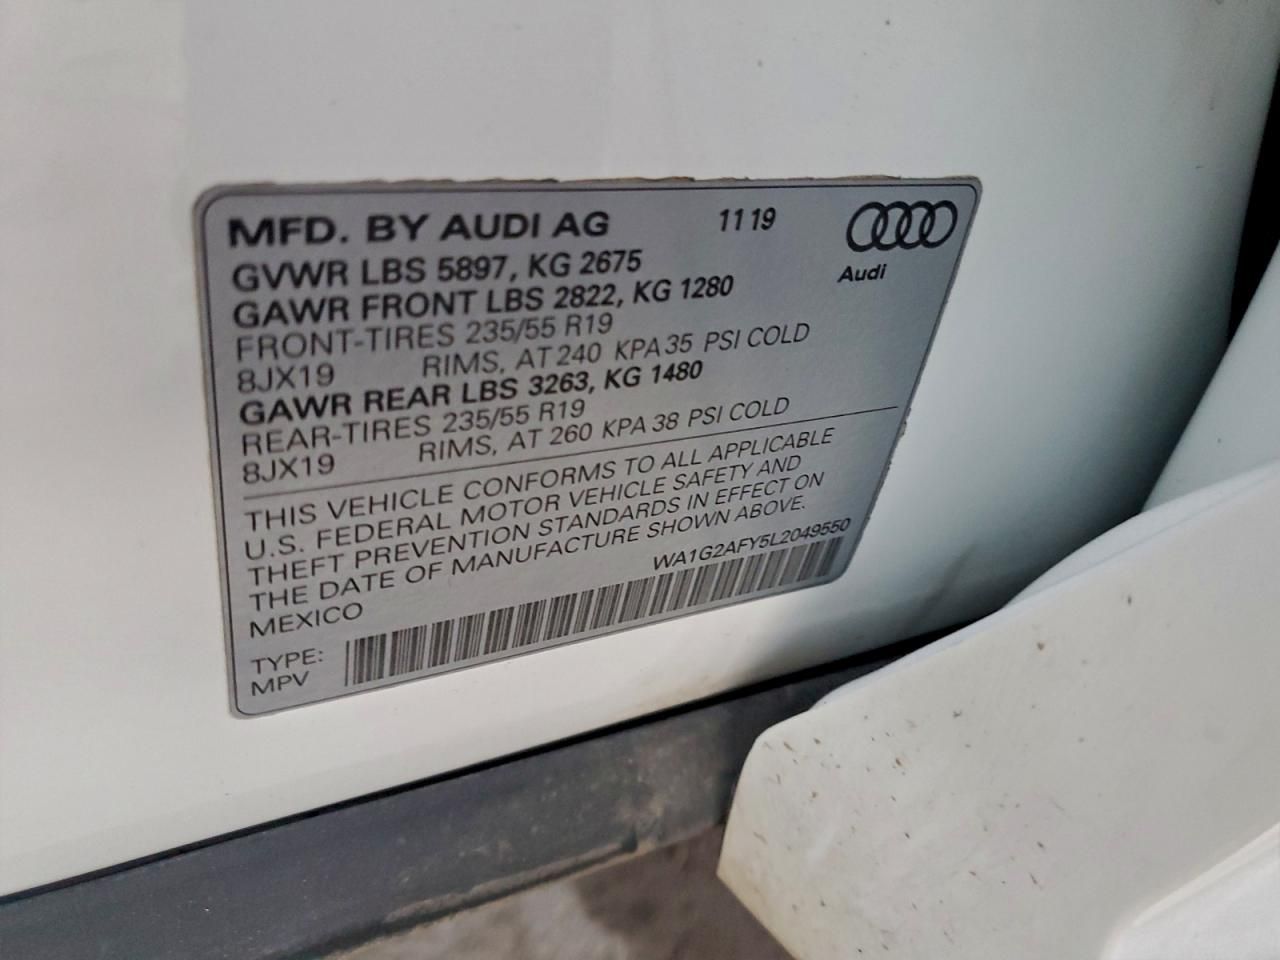 MFD. BY AUDI AG 11 19
Audi
GVWR LBS 5897, KG 2675
GAWR FRONT LBS 2822, KG 1280
FRONT-TIRES 235/55 R19
8JX19 RIMS, AT 240 KPA 35 PSI COLD
GAWR REAR LBS 3263, KG 1480
REAR-TIRES 235/55 R19
8JX19 RIMS, AT 260 KPA 38 PSI COLD
THIS VEHICLE CONFORMS TO ALL APPLICABLE
U.S. FEDERAL MOTOR VEHICLE SAFETY AND
THEFT PREVENTION STANDARDS IN EFFECT ON
THE DATE OF MANUFACTURE SHOWN ABOVE.
MEXICO WA1G2AFY5L2049550
TYPE:
MPV